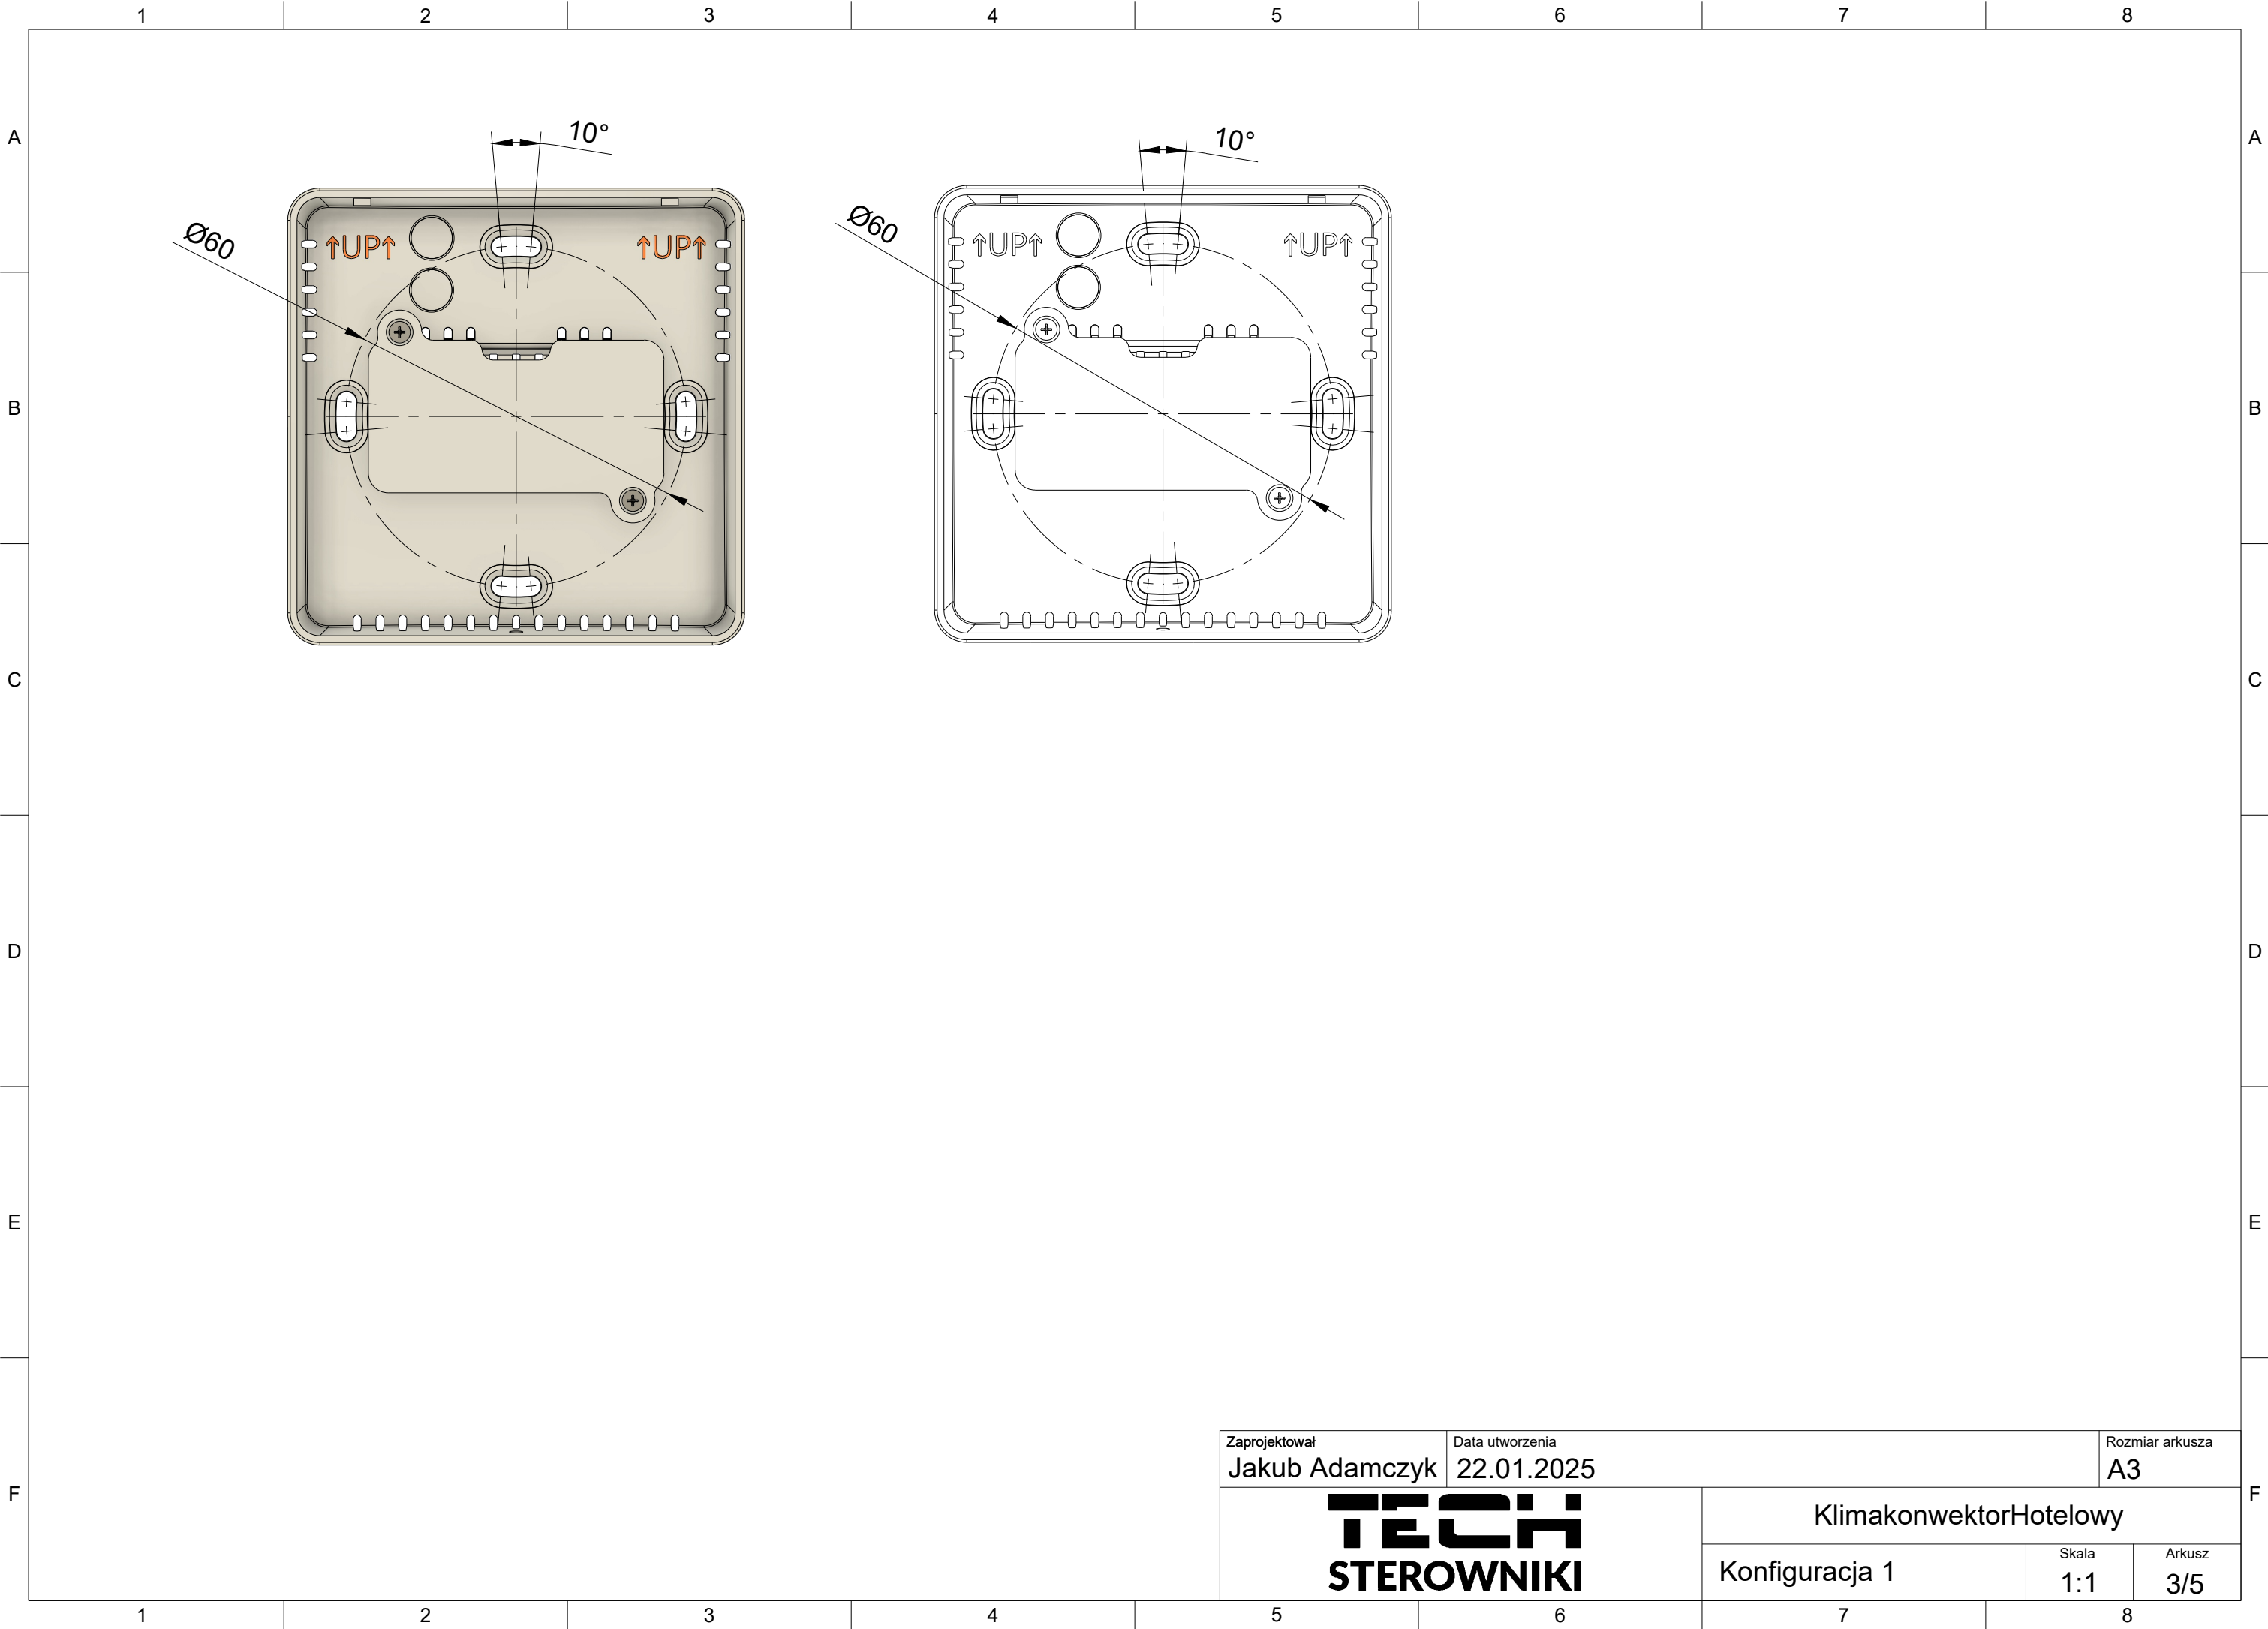 1 2 3 4 5 6 7 8
A A
10° 10°
Ø60 Ø60
↑UP↑ ↑UP↑ ↑UP↑ ↑UP↑
B B
C C
D D
E E
Zaprojektował Data utworzenia Rozmiar arkusza
Jakub Adamczyk 22.01.2025 A3
F F
TECH KlimakonwektorHotelowy
STEROWNIKI Konfiguracja 1 Skala Arkusz
1:1 3/5
1 2 3 4 5 6 7 8